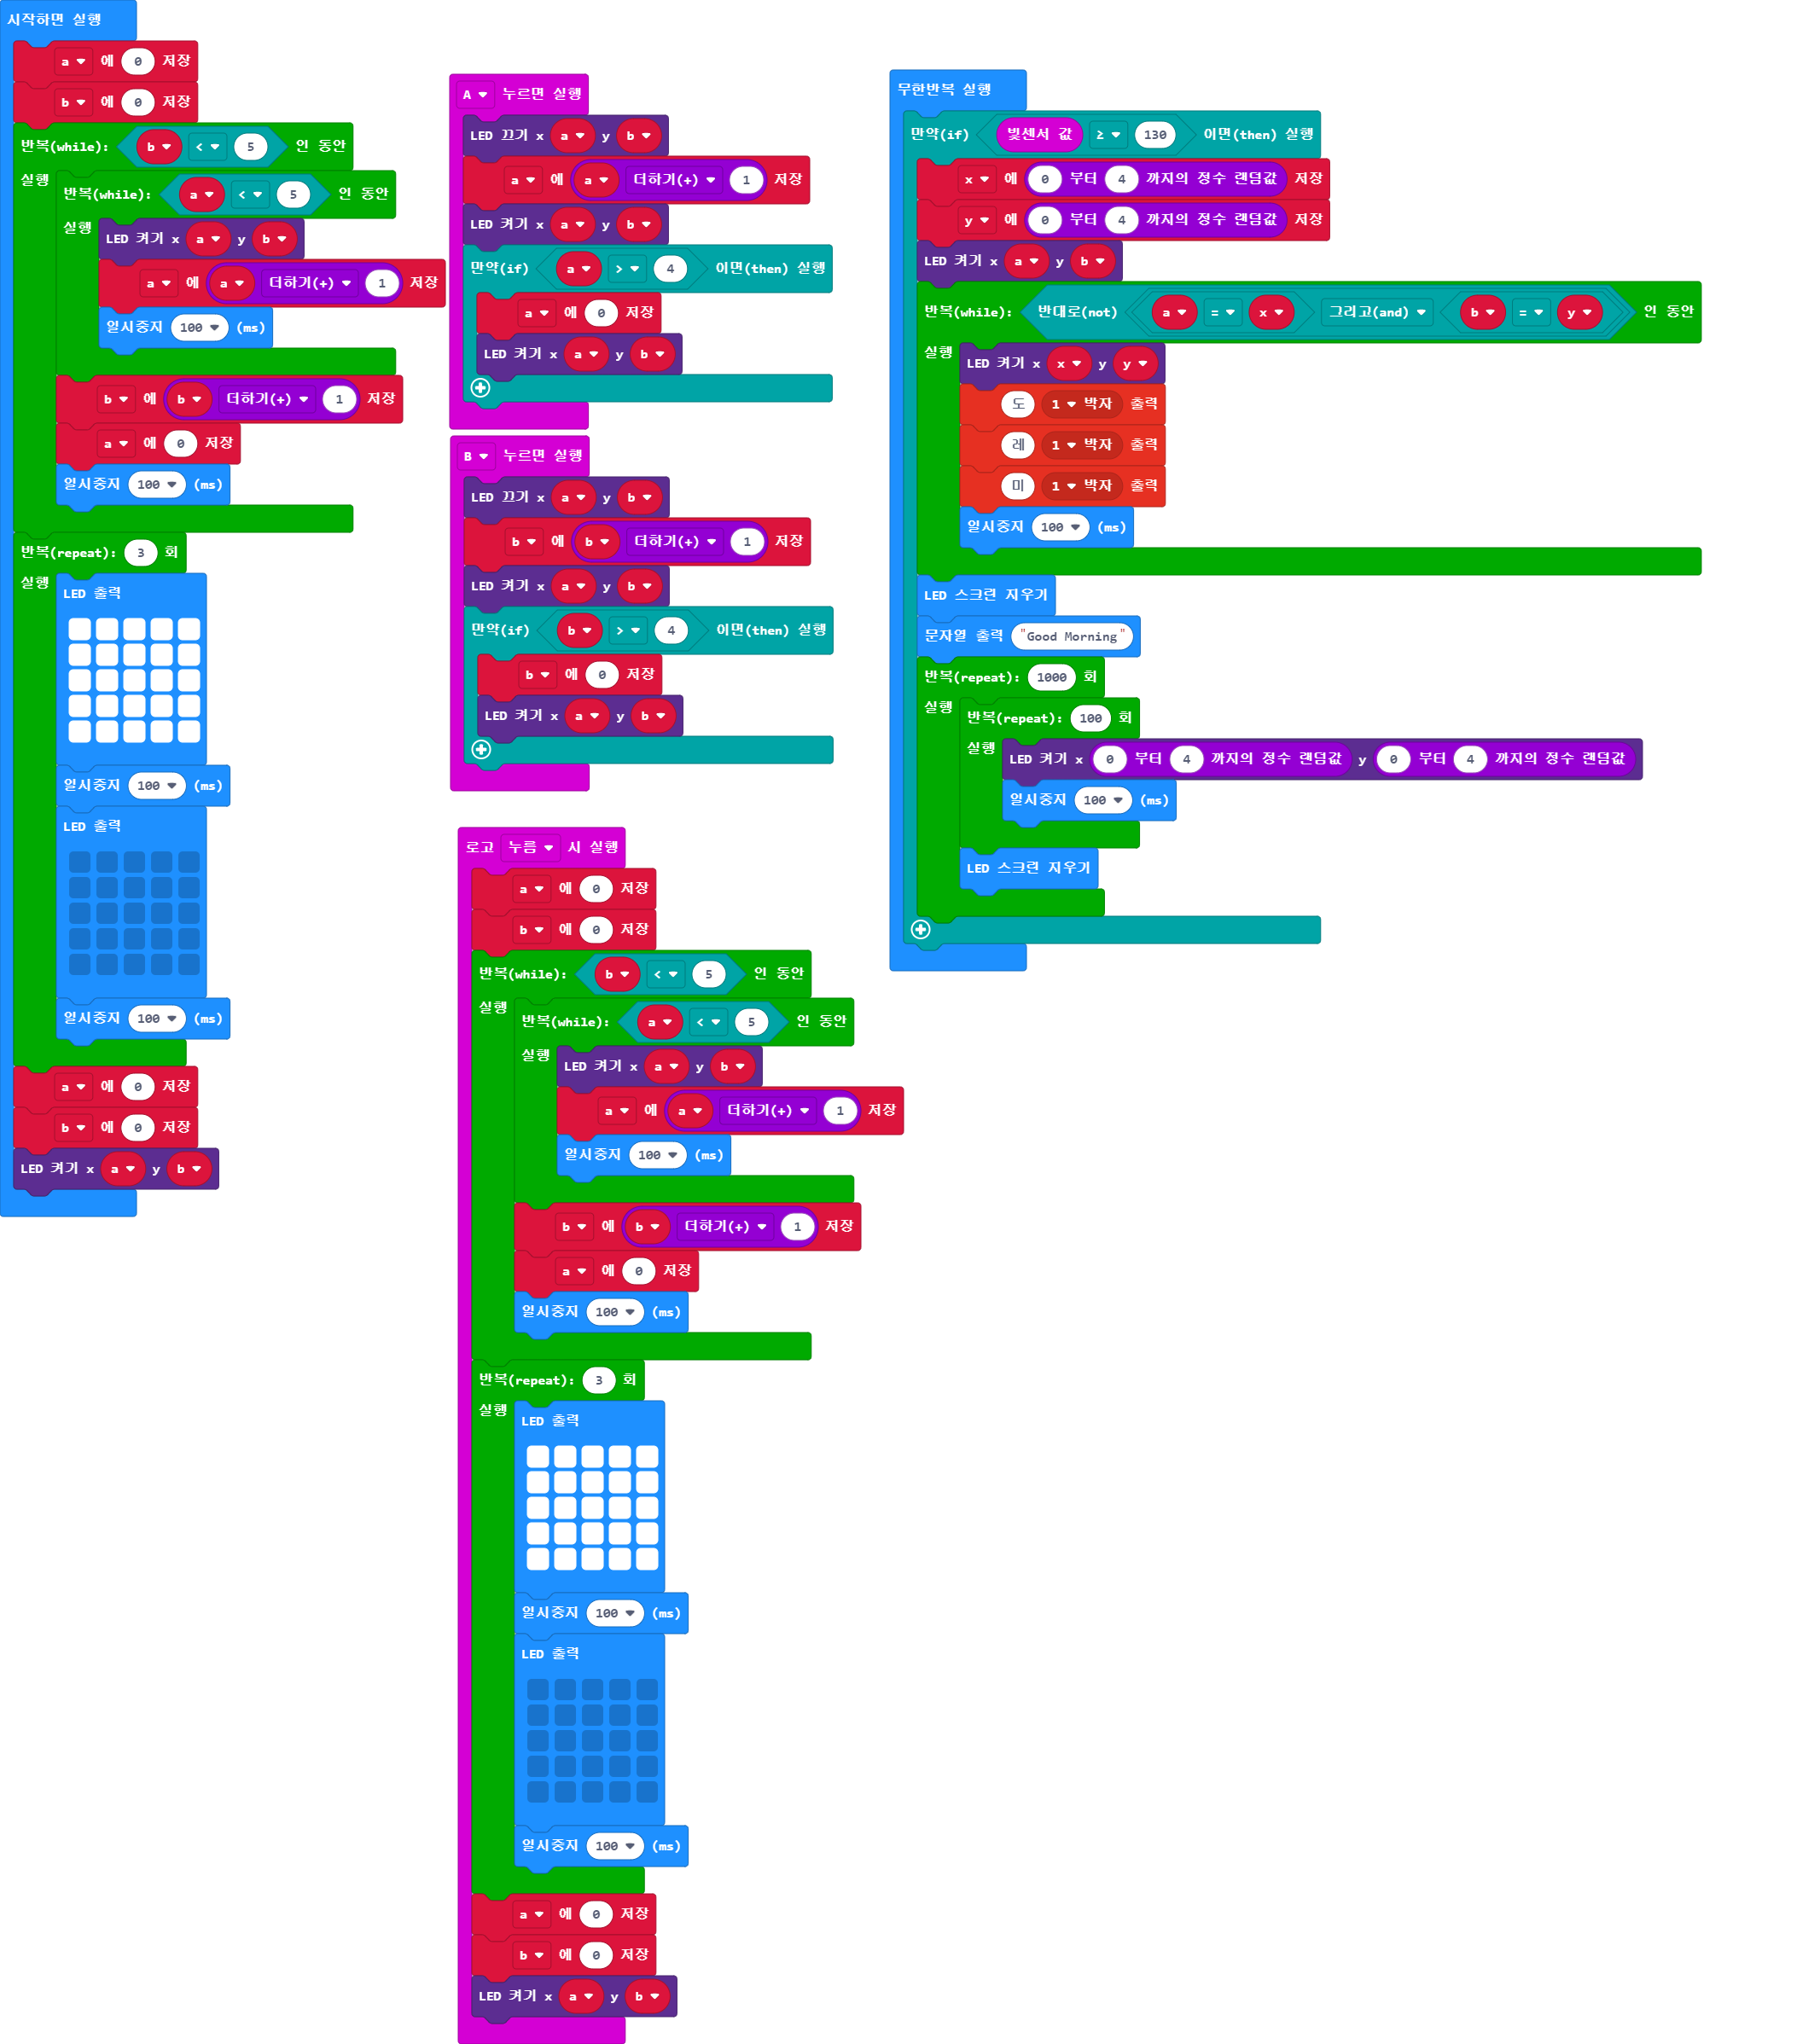 시작하면 실행
a 에 0 저장
b 에 0 저장
반복(while): b < 5 인 동안
실행
반복(while): a < 5 인 동안
실행
LED 켜기 x a y b
a 에 a 더하기(+) 1 저장
일시중지 100 (ms)
b 에 b 더하기(+) 1 저장
a 에 0 저장
일시중지 100 (ms)
반복(repeat): 3 회
실행
LED 출력
일시중지 100 (ms)
LED 출력
일시중지 100 (ms)
a 에 0 저장
b 에 0 저장
LED 켜기 x a y b
A 누르면 실행
LED 끄기 x a y b
a 에 a 더하기(+) 1 저장
LED 켜기 x a y b
만약(if) a > 4 이면(then) 실행
a 에 0 저장
LED 켜기 x a y b
B 누르면 실행
LED 끄기 x a y b
b 에 b 더하기(+) 1 저장
LED 켜기 x a y b
만약(if) b > 4 이면(then) 실행
b 에 0 저장
LED 켜기 x a y b
로고 누름 시 실행
a 에 0 저장
b 에 0 저장
반복(while): b < 5 인 동안
실행
반복(while): a < 5 인 동안
실행
LED 켜기 x a y b
a 에 a 더하기(+) 1 저장
일시중지 100 (ms)
b 에 b 더하기(+) 1 저장
a 에 0 저장
일시중지 100 (ms)
반복(repeat): 3 회
실행
LED 출력
일시중지 100 (ms)
LED 출력
일시중지 100 (ms)
a 에 0 저장
b 에 0 저장
LED 켜기 x a y b
무한반복 실행
만약(if) 빛센서 값 ≥ 130 이면(then) 실행
x 에 0 부터 4 까지의 정수 랜덤값 저장
y 에 0 부터 4 까지의 정수 랜덤값 저장
LED 켜기 x a y b
반복(while): 반대로(not) a = x 그리고(and) b = y 인 동안
실행
LED 켜기 x x y y
도 1 박자 출력
레 1 박자 출력
미 1 박자 출력
일시중지 100 (ms)
LED 스크린 지우기
문자열 출력 "Good Morning"
반복(repeat): 1000 회
실행
반복(repeat): 100 회
실행
LED 켜기 x 0 부터 4 까지의 정수 랜덤값 y 0 부터 4 까지의 정수 랜덤값
일시중지 100 (ms)
LED 스크린 지우기